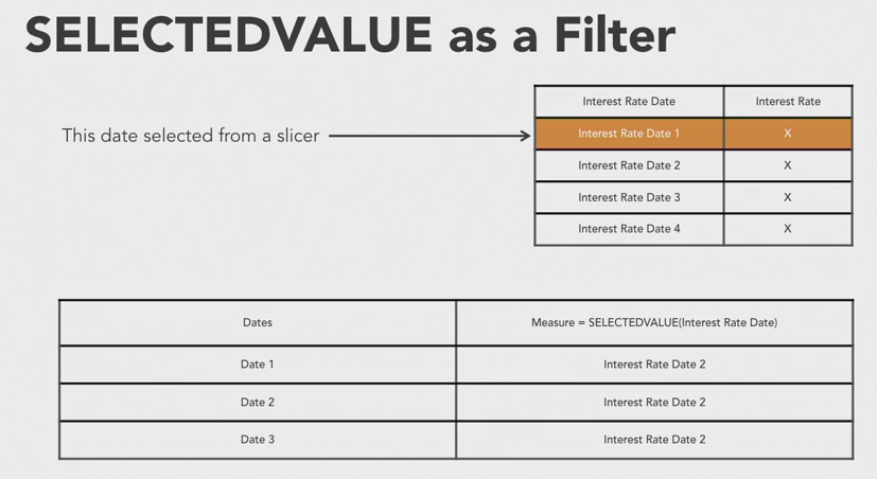 SELECTEDVALUE as a Filter
This date selected from a slicer
Interest Rate Date Interest Rate
Interest Rate Date 1 X
Interest Rate Date 2 X
Interest Rate Date 3 X
Interest Rate Date 4 X
Dates Measure = SELECTEDVALUE(Interest Rate Date)
Date 1 Interest Rate Date 2
Date 2 Interest Rate Date 2
Date 3 Interest Rate Date 2